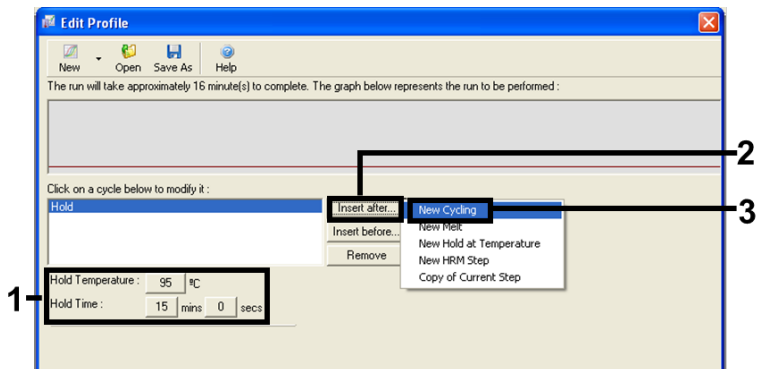 Edit Profile
New Open Save As Help
The run will take approximately 16 minute(s) to complete. The graph below represents the run to be performed :
2
Click on a cycle below to modify it :
Hold
Insert after...
New Cycling
3
Insert before...
New Melt
New Hold at Temperature
Remove
New HRM Step
Copy of Current Step
1
Hold Temperature : 95 ºC
Hold Time : 15 mins 0 secs